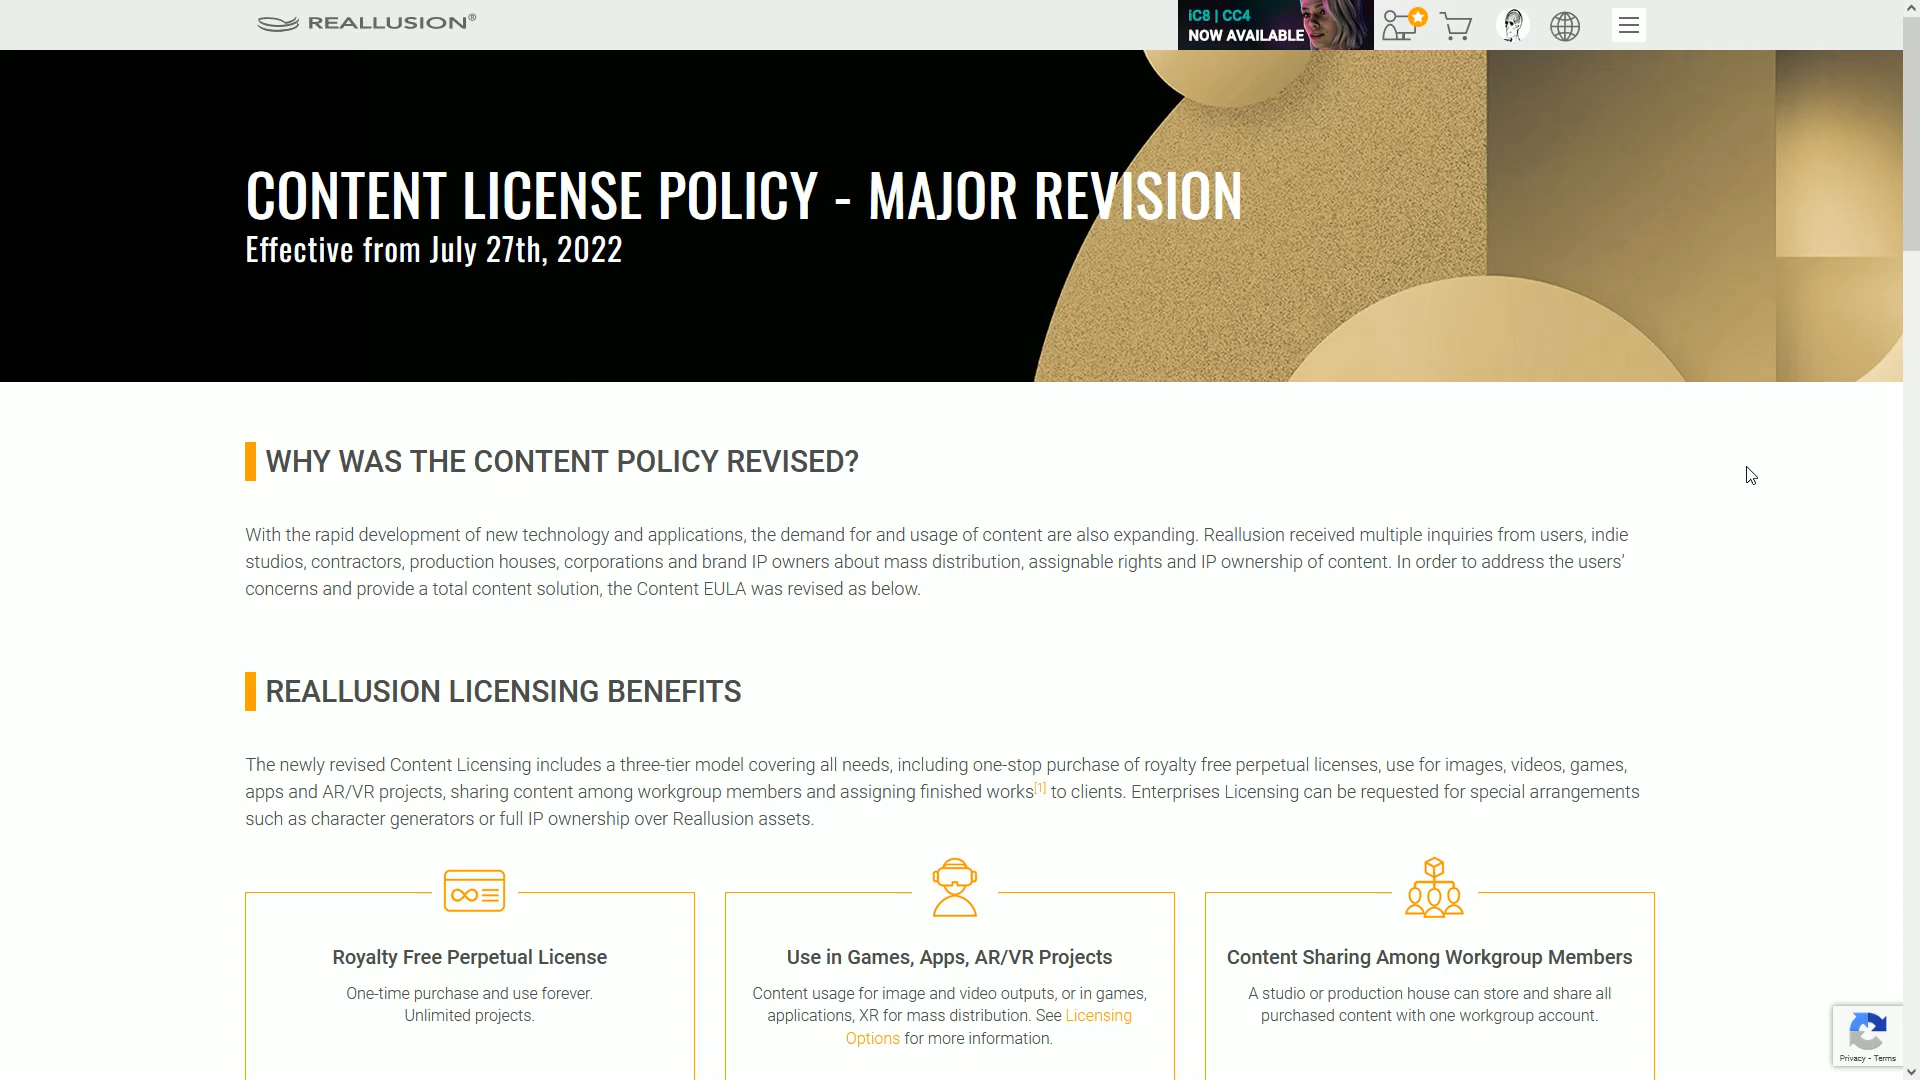 REALLUSION®
iC8 | CC4
NOW AVAILABLE
CONTENT LICENSE POLICY - MAJOR REVISION
Effective from July 27th, 2022
WHY WAS THE CONTENT POLICY REVISED?
With the rapid development of new technology and applications, the demand for and usage of content are also expanding. Reallusion received multiple inquiries from users, indie
studios, contractors, production houses, corporations and brand IP owners about mass distribution, assignable rights and IP ownership of content. In order to address the users’
concerns and provide a total content solution, the Content EULA was revised as below.
REALLUSION LICENSING BENEFITS
The newly revised Content Licensing includes a three-tier model covering all needs, including one-stop purchase of royalty free perpetual licenses, use for images, videos, games,
apps and AR/VR projects, sharing content among workgroup members and assigning finished works[1] to clients. Enterprises Licensing can be requested for special arrangements
such as character generators or full IP ownership over Reallusion assets.
Royalty Free Perpetual License
One-time purchase and use forever.
Unlimited projects.
Use in Games, Apps, AR/VR Projects
Content usage for image and video outputs, or in games,
applications, XR for mass distribution. See Licensing
Options for more information.
Content Sharing Among Workgroup Members
A studio or production house can store and share all
purchased content with one workgroup account.
Privacy - Terms